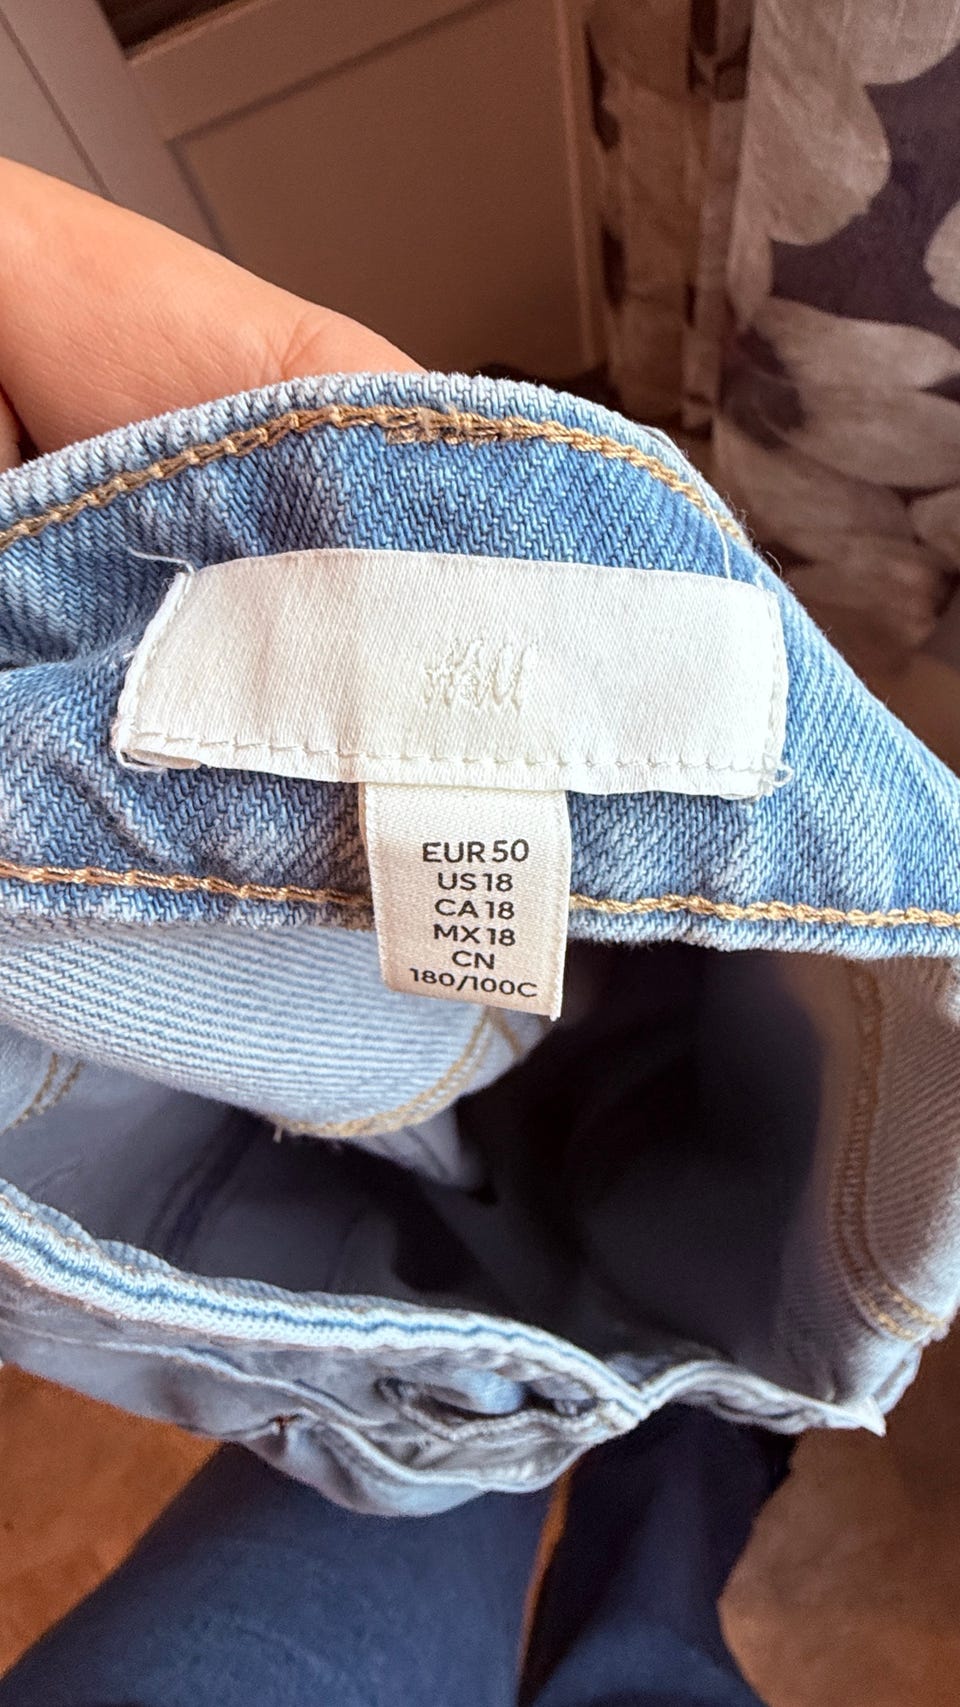 H&M
EUR 50
US 18
CA 18
MX 18
CN
180/100C